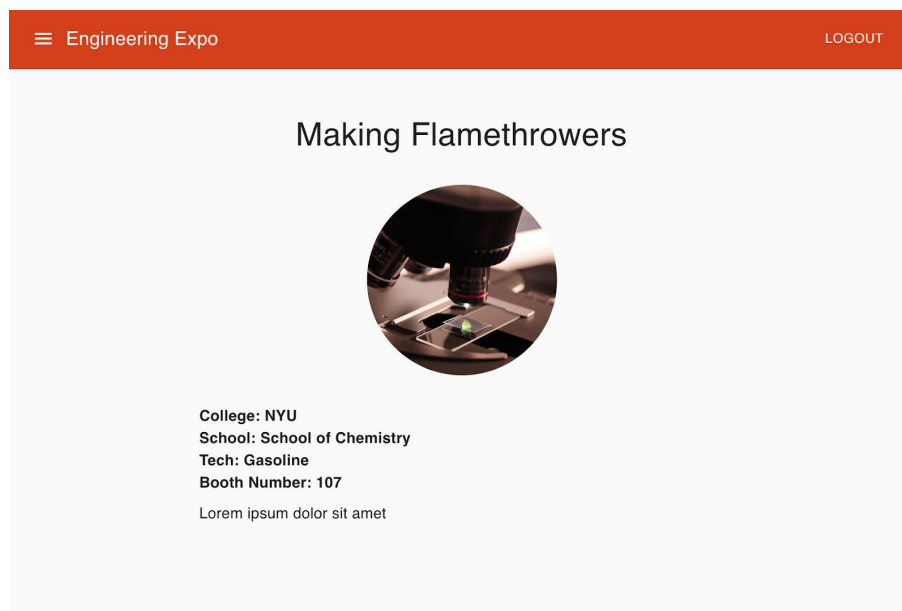 Engineering Expo
LOGOUT
Making Flamethrowers
College: NYU
School: School of Chemistry
Tech: Gasoline
Booth Number: 107
Lorem ipsum dolor sit amet